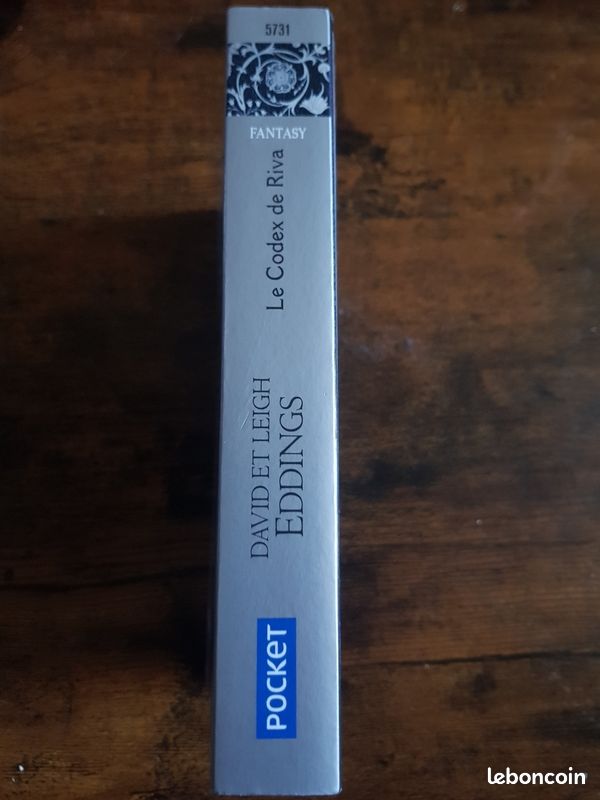 5731
FANTASY
Le Codex de Riva
DAVID ET LEIGH
EDDINGS
POCKET
leboncoin